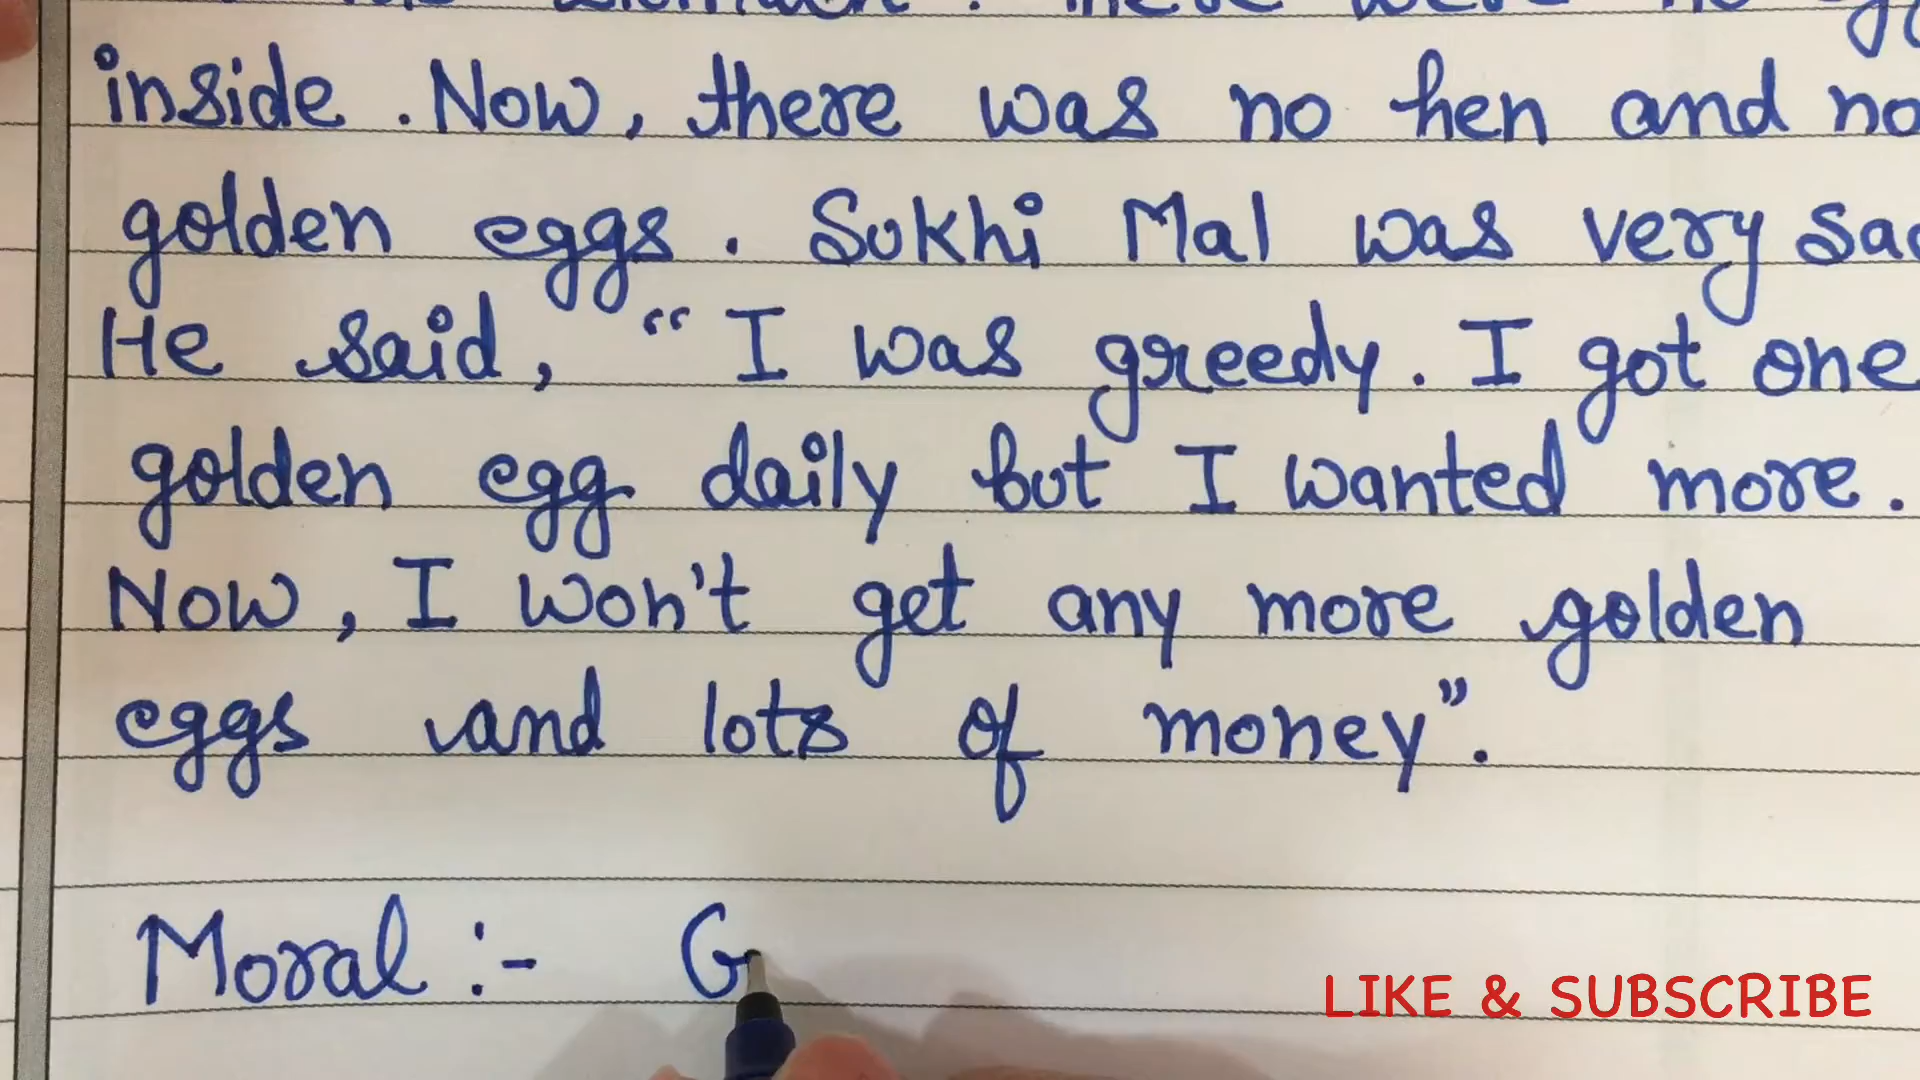 inside. Now, there was no hen and no
golden eggs. Sukhi Mal was very
He said, “I was greedy. I got one
golden egg daily but I wanted more.
Now, I won't get any more golden
eggs and lots of money”.
Moral :- G
LIKE & SUBSCRIBE